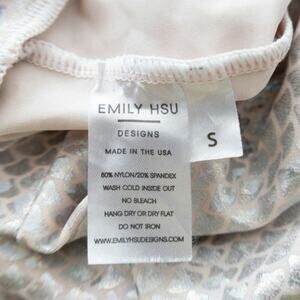 EMILY HSU
DESIGNS
MADE IN THE USA
S
80% NYLON/20% SPANDEX
WASH COLD INSIDE OUT
NO BLEACH
HANG DRY OR DRY FLAT
DO NOT IRON
WWW.EMILYHSUDESIGNS.COM